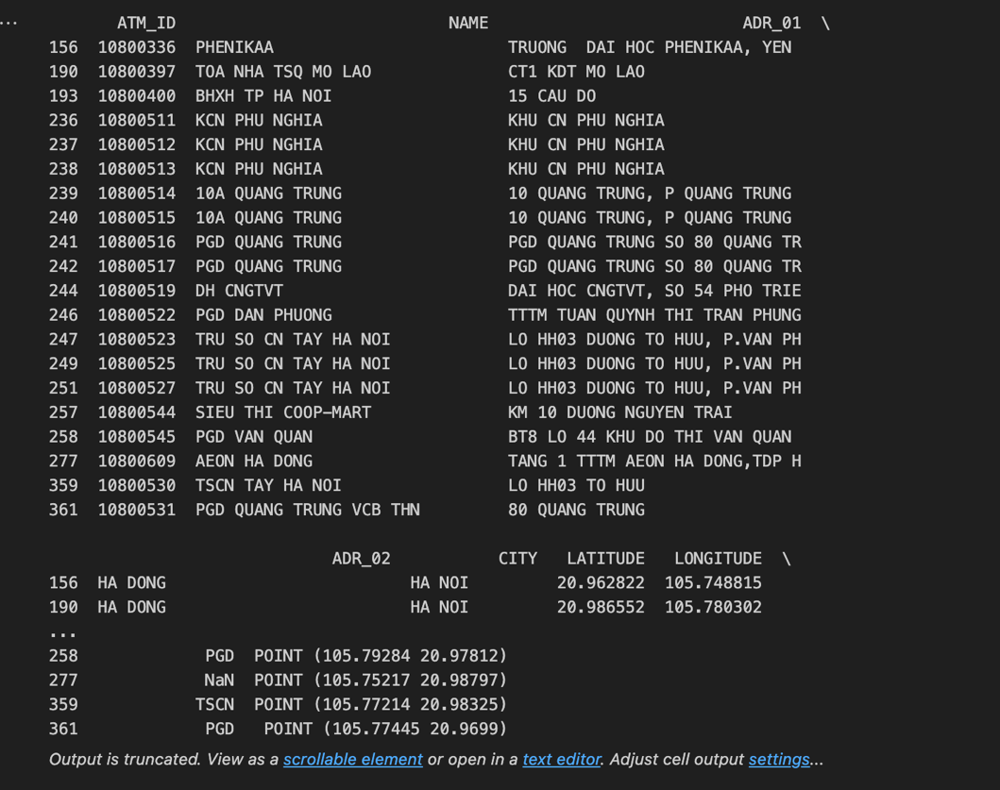 ...
ATM_ID NAME ADR_01 \
156 10800336 PHENIKAA TRUONG  DAI HOC PHENIKAA, YEN
190 10800397 TOA NHA TSQ MO LAO CT1 KDT MO LAO
193 10800400 BHXH TP HA NOI 15 CAU DO
236 10800511 KCN PHU NGHIA KHU CN PHU NGHIA
237 10800512 KCN PHU NGHIA KHU CN PHU NGHIA
238 10800513 KCN PHU NGHIA KHU CN PHU NGHIA
239 10800514 10A QUANG TRUNG 10 QUANG TRUNG, P QUANG TRUNG
240 10800515 10A QUANG TRUNG 10 QUANG TRUNG, P QUANG TRUNG
241 10800516 PGD QUANG TRUNG PGD QUANG TRUNG SO 80 QUANG TR
242 10800517 PGD QUANG TRUNG PGD QUANG TRUNG SO 80 QUANG TR
244 10800519 DH CNGTVT DAI HOC CNGTVT, SO 54 PHO TRIE
246 10800522 PGD DAN PHUONG TTTM TUAN QUYNH THI TRAN PHUNG
247 10800523 TRU SO CN TAY HA NOI LO HH03 DUONG TO HUU, P.VAN PH
249 10800525 TRU SO CN TAY HA NOI LO HH03 DUONG TO HUU, P.VAN PH
251 10800527 TRU SO CN TAY HA NOI LO HH03 DUONG TO HUU, P.VAN PH
257 10800544 SIEU THI COOP-MART KM 10 DUONG NGUYEN TRAI
258 10800545 PGD VAN QUAN BT8 LO 44 KHU DO THI VAN QUAN
277 10800609 AEON HA DONG TANG 1 TTTM AEON HA DONG,TDP H
359 10800530 TSCN TAY HA NOI LO HH03 TO HUU
361 10800531 PGD QUANG TRUNG VCB THN 80 QUANG TRUNG
ADR_02 CITY LATITUDE LONGITUDE \
156 HA DONG HA NOI 20.962822 105.748815
190 HA DONG HA NOI 20.986552 105.780302
...
258 PGD POINT (105.79284 20.97812)
277 NaN POINT (105.75217 20.98797)
359 TSCN POINT (105.77214 20.98325)
361 PGD POINT (105.77445 20.9699)
Output is truncated. View as a scrollable element or open in a text editor. Adjust cell output settings...